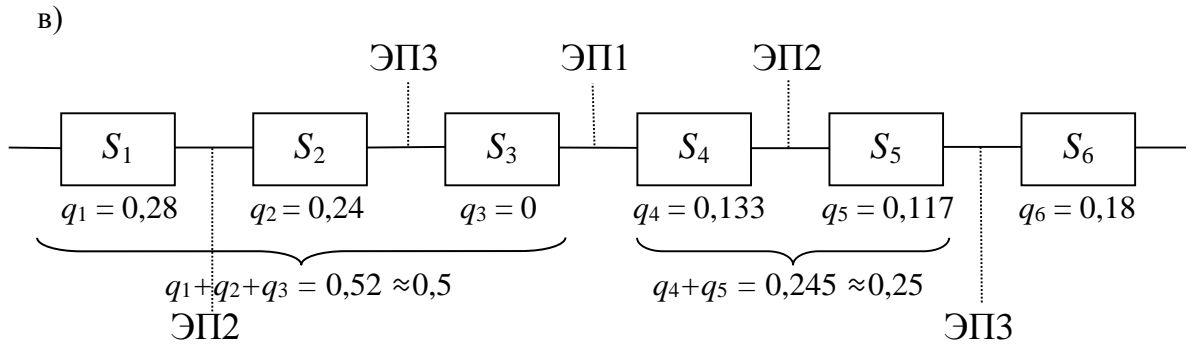 в)
ЭП3 ЭП1 ЭП2
S₁ S₂ S₃ S₄ S₅ S₆
q₁ = 0,28 q₂ = 0,24 q₃ = 0 q₄ = 0,133 q₅ = 0,117 q₆ = 0,18
q₁+q₂+q₃ = 0,52 ≈0,5 q₄+q₅ = 0,245 ≈0,25
ЭП2 ЭП3